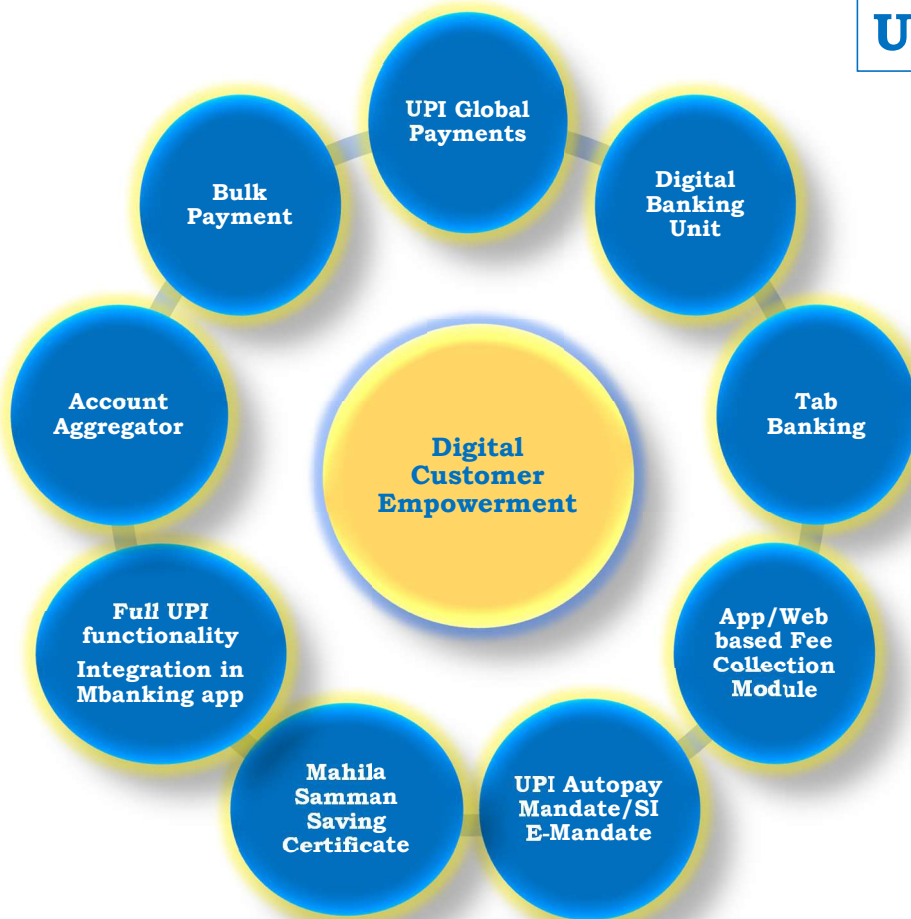 U
UPI Global
Payments
Digital
Banking
Unit
Tab
Banking
App/Web
based Fee
Collection
Module
UPI Autopay
Mandate/SI
E-Mandate
Mahila
Samman
Saving
Certificate
Full UPI
functionality
Integration in
Mbanking app
Account
Aggregator
Bulk
Payment
Digital
Customer
Empowerment